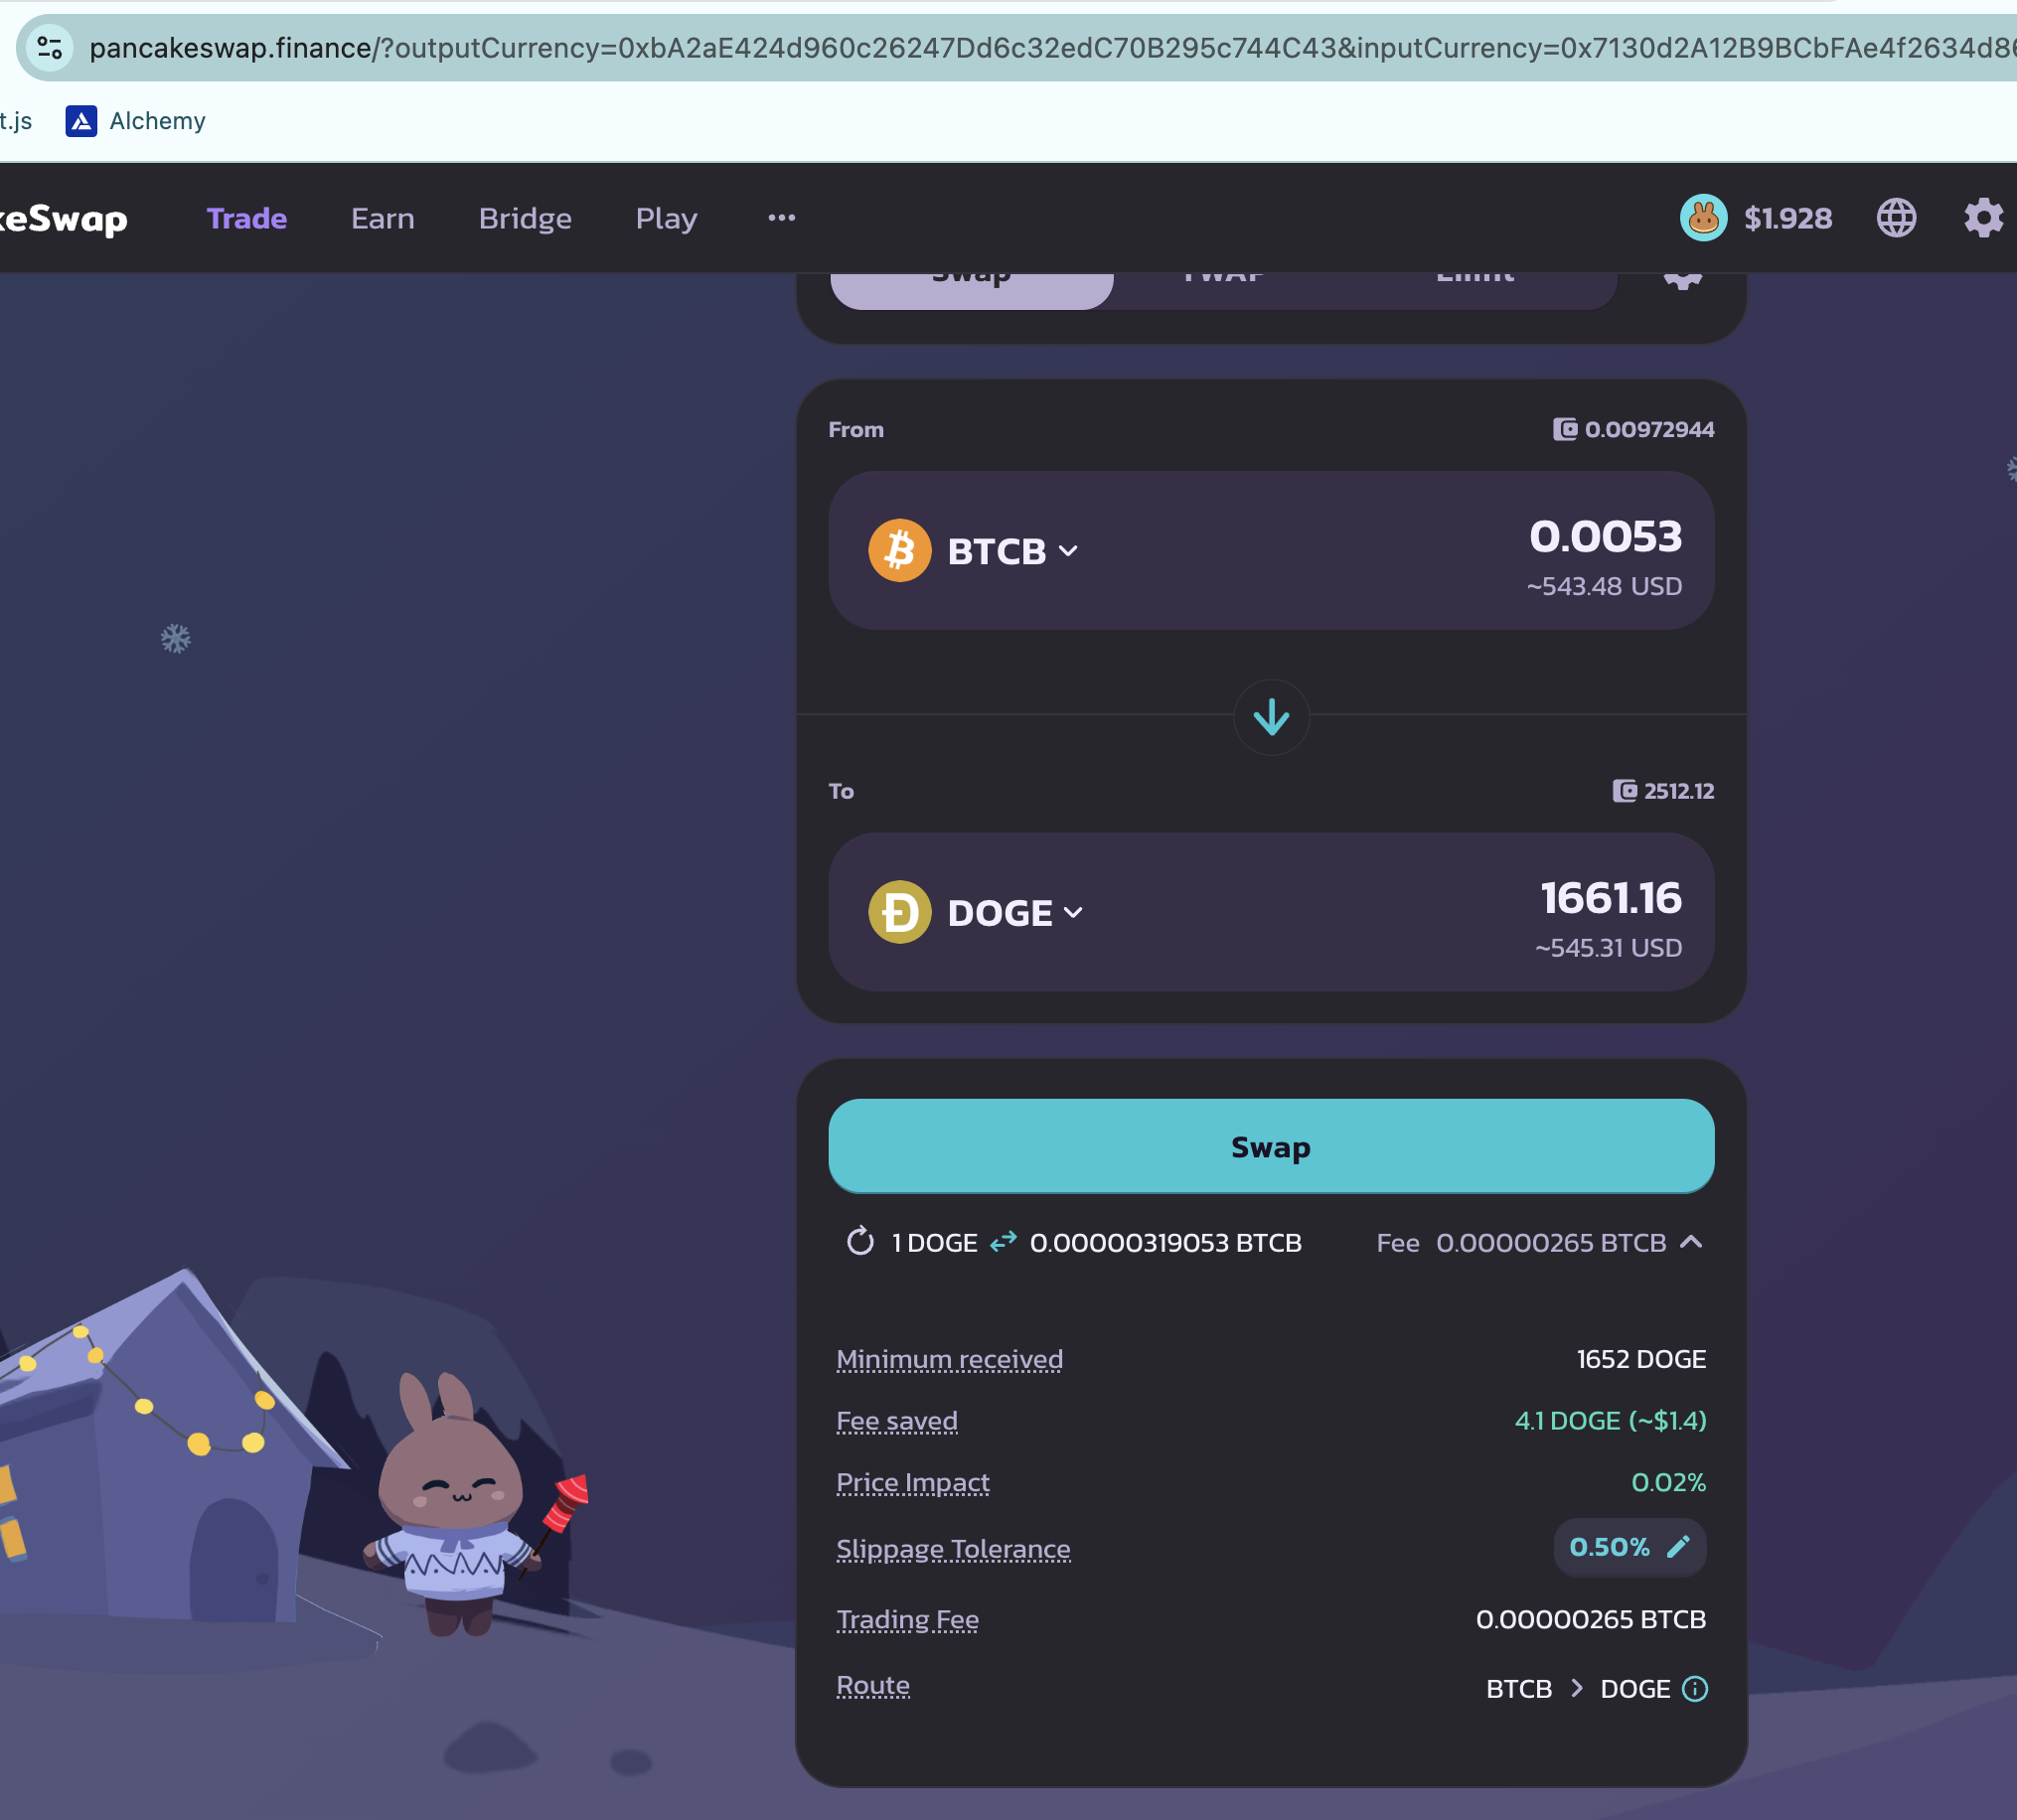 pancakeswap.finance/?outputCurrency=0xbA2aE424d960c26247Dd6c32edC70B295c744C43&inputCurrency=0x7130d2A12B9BCbFAe4f2634d8
t.js Alchemy
keSwap Trade Earn Bridge Play ••• $1.928
Swap TWAP Limit
From 0.00972944
BTCB 0.0053
~543.48 USD
To 2512.12
DOGE 1661.16
~545.31 USD
Swap
1 DOGE 0.00000319053 BTCB Fee 0.00000265 BTCB
Minimum received 1652 DOGE
Fee saved 4.1 DOGE (~$1.4)
Price Impact 0.02%
Slippage Tolerance 0.50%
Trading Fee 0.00000265 BTCB
Route BTCB > DOGE